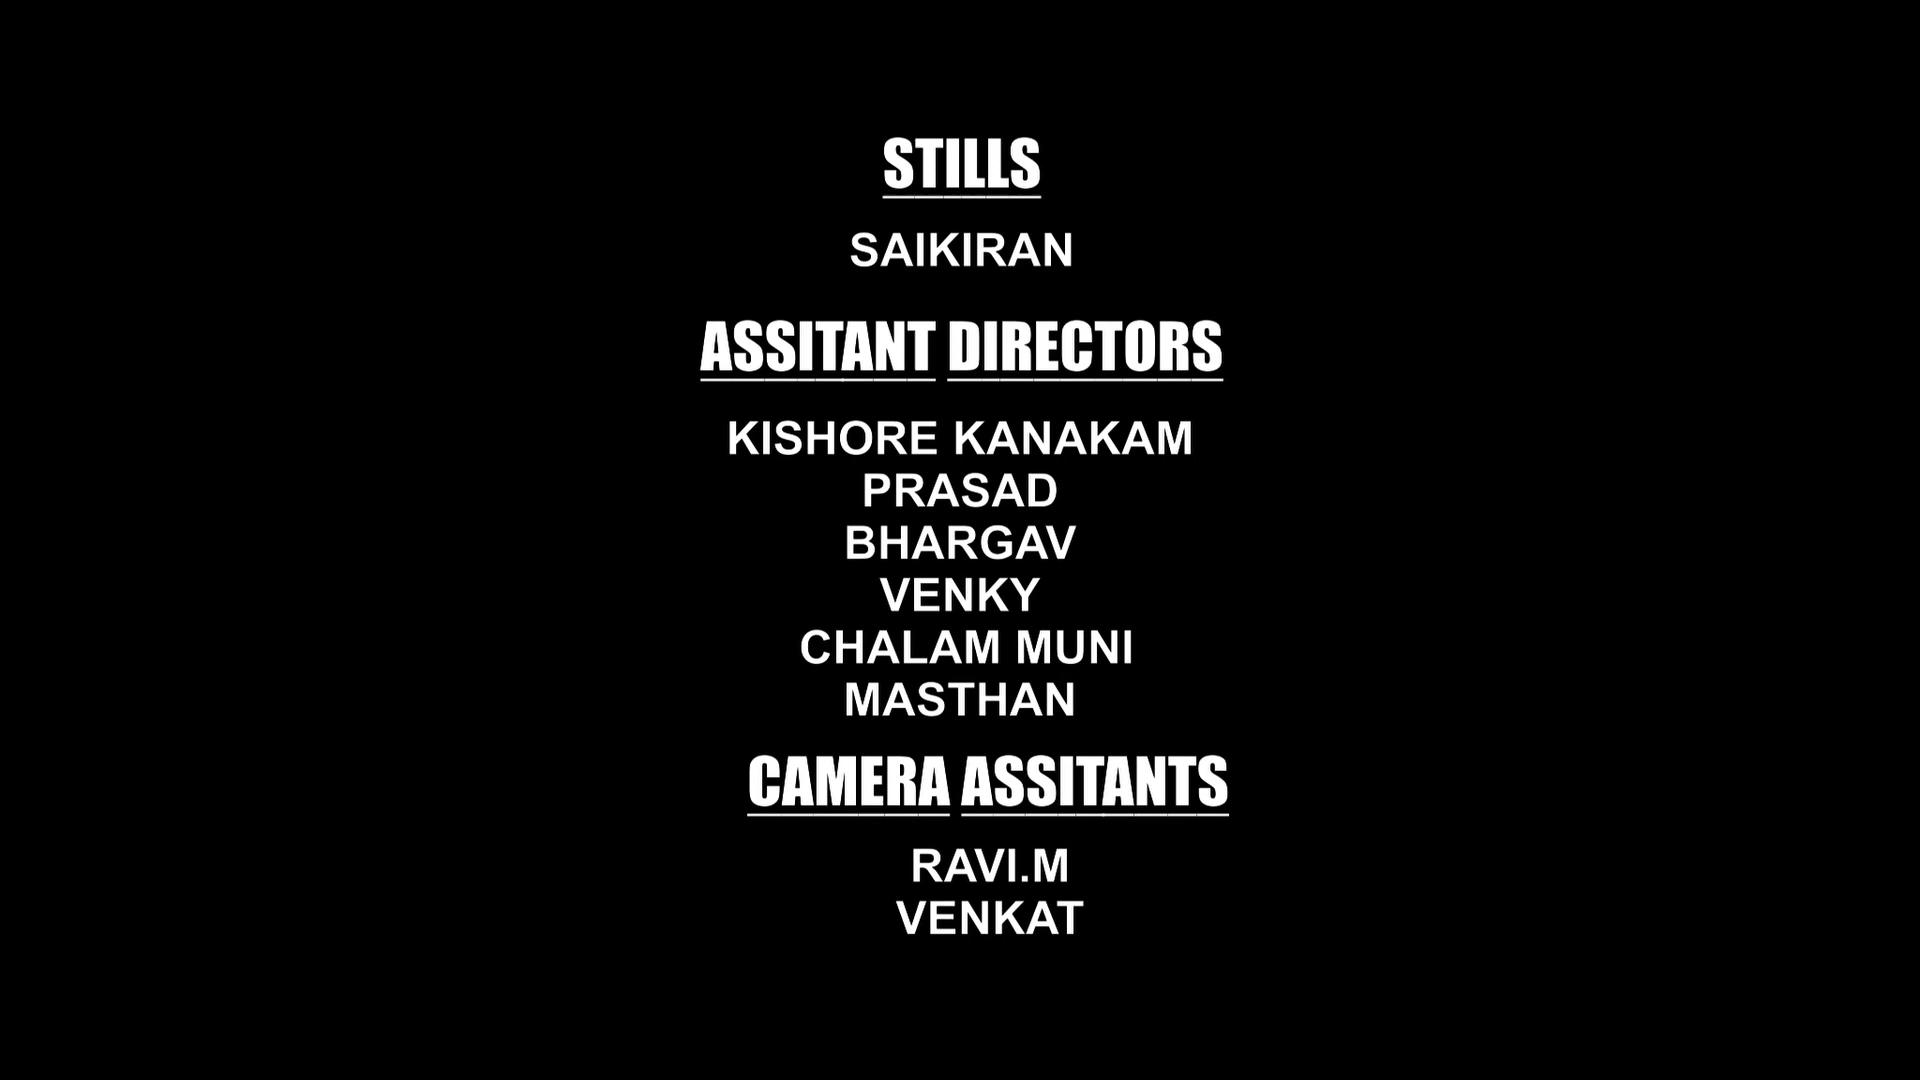 STILLS
SAIKIRAN
ASSITANT DIRECTORS
KISHORE KANAKAM
PRASAD
BHARGAV
VENKY
CHALAM MUNI
MASTHAN
CAMERA ASSITANTS
RAVI.M
VENKAT